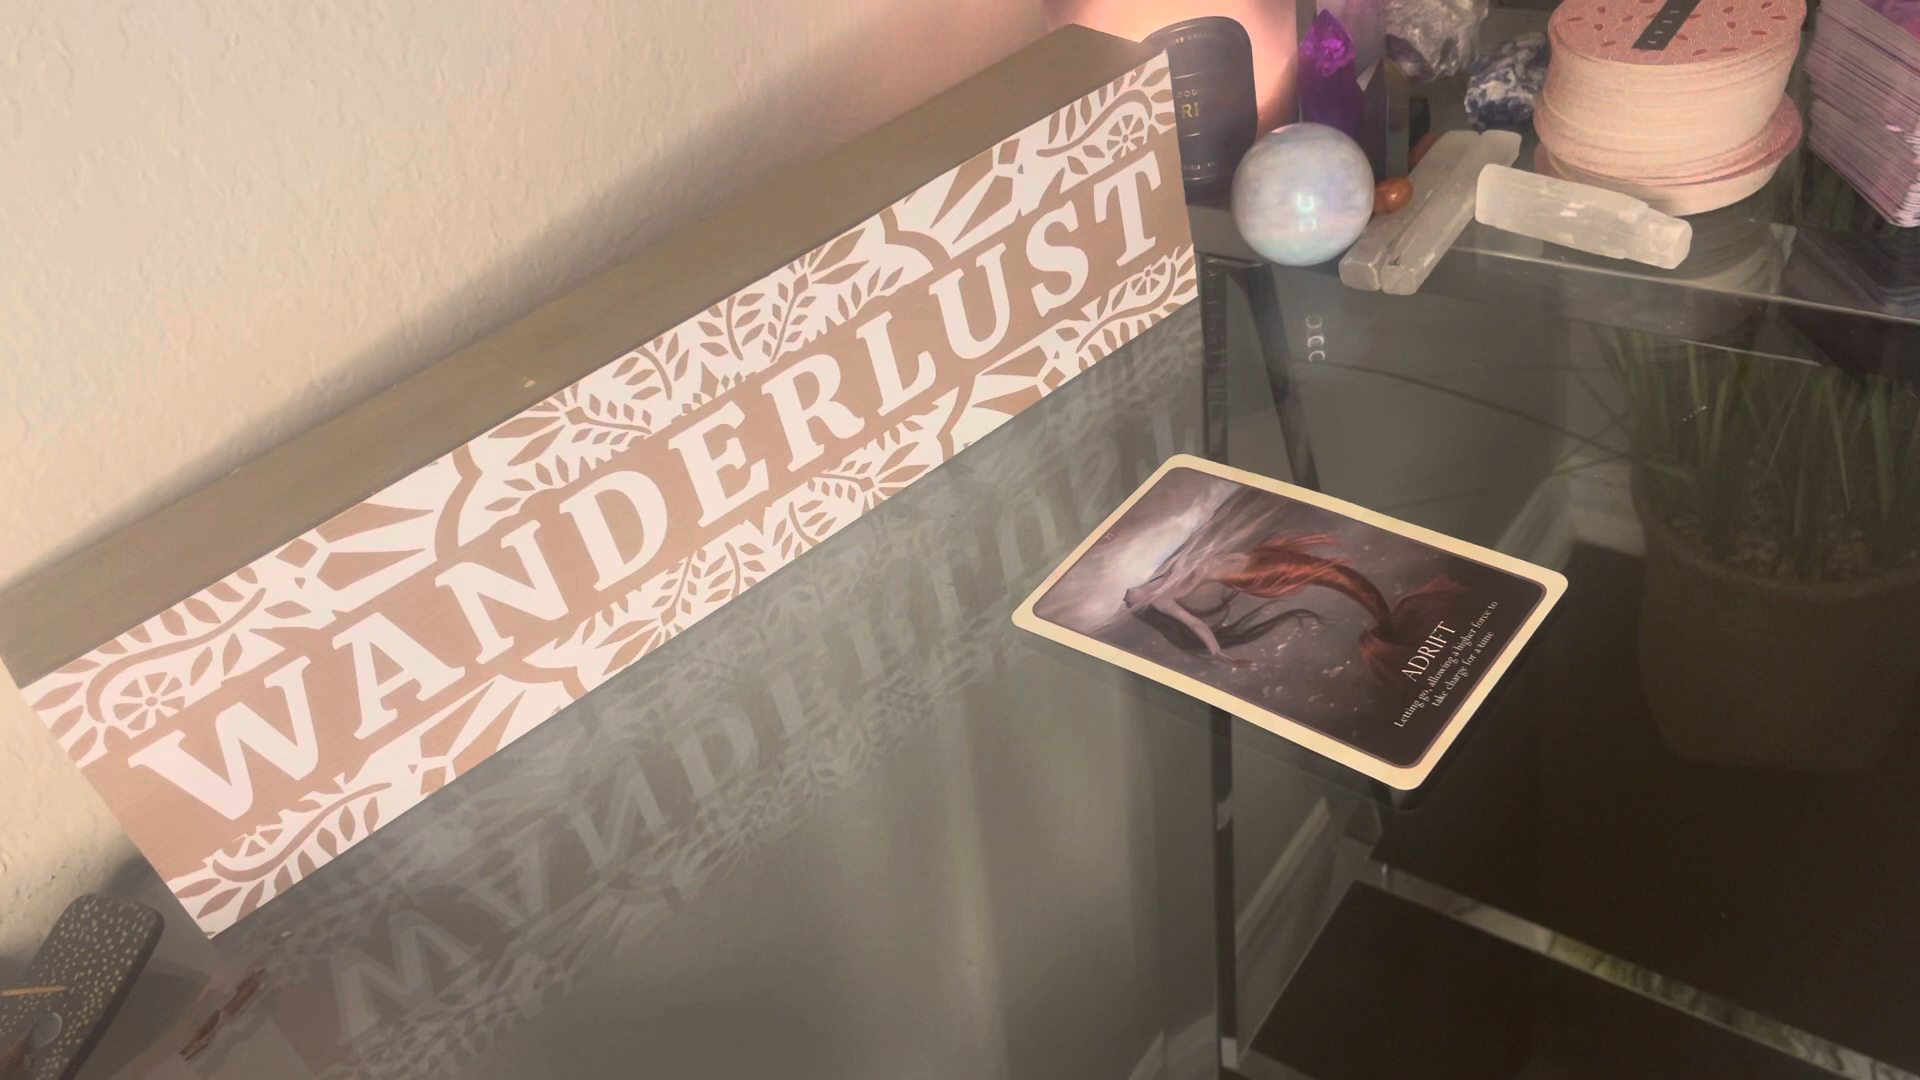 WANDERLUST
ADRIFT
Letting go, allowing a higher force to
take charge for a time